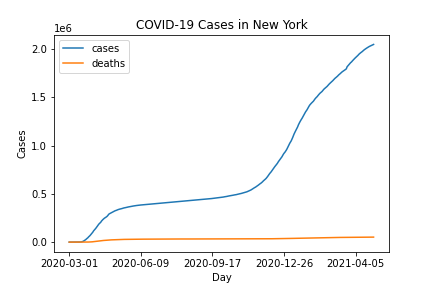 COVID-19 Cases in New York
1e6
cases
deaths
2.0
1.5
1.0
0.5
0.0
Cases
2020-03-01 2020-06-09 2020-09-17 2020-12-26 2021-04-05
Day